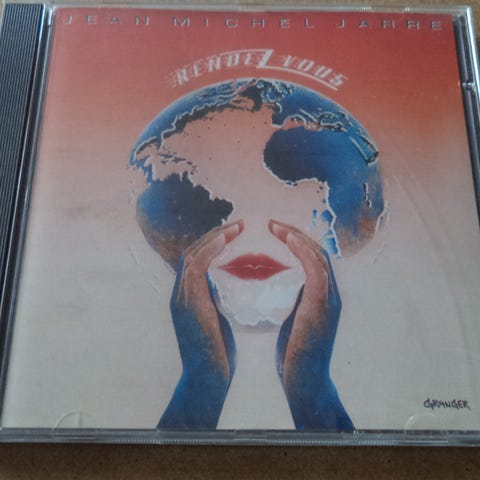 JEAN MICHEL JARRE
RENDEZ VOUS
GRANGER